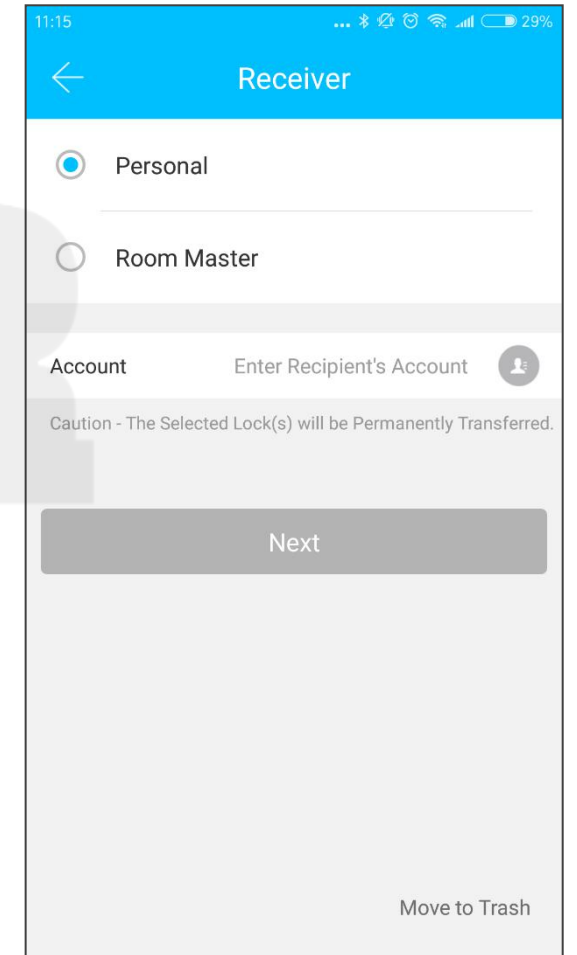 11:15 ... 29%
Receiver
Personal
Room Master
Account Enter Recipient's Account
Caution - The Selected Lock(s) will be Permanently Transferred.
Next
Move to Trash